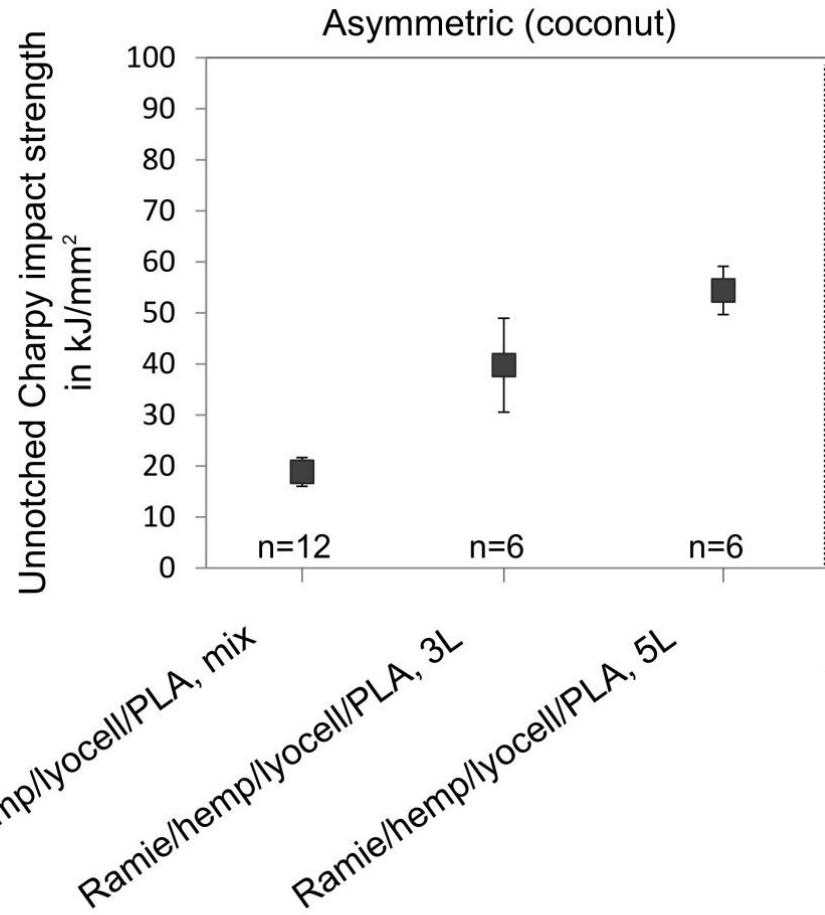 Asymmetric (coconut)
Unnotched Charpy impact strength
in kJ/mm²
100
90
80
70
60
50
40
30
20
10
0
n=12 n=6 n=6
mp/lyocell/PLA, mix
Ramie/hemp/lyocell/PLA, 3L
Ramie/hemp/lyocell/PLA, 5L